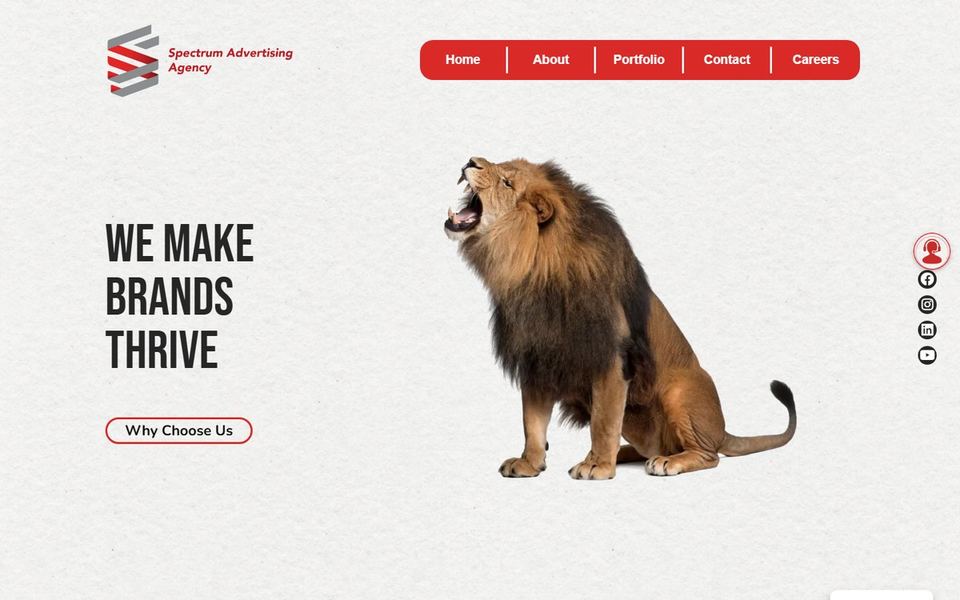 Spectrum Advertising
Agency
Home
About
Portfolio
Contact
Careers
WE MAKE
BRANDS
THRIVE
Why Choose Us